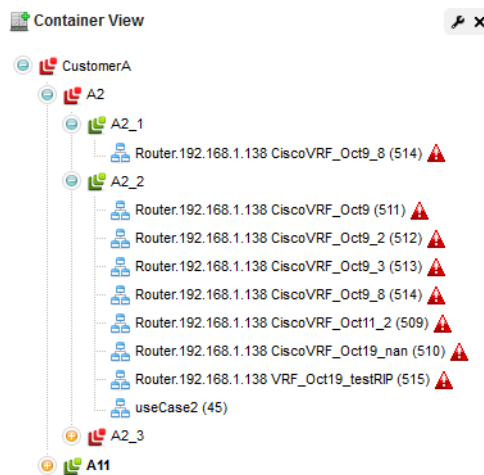 Container View
CustomerA
A2
A2_1
Router.192.168.1.138 CiscoVRF_Oct9_8 (514)
A2_2
Router.192.168.1.138 CiscoVRF_Oct9 (511)
Router.192.168.1.138 CiscoVRF_Oct9_2 (512)
Router.192.168.1.138 CiscoVRF_Oct9_3 (513)
Router.192.168.1.138 CiscoVRF_Oct9_8 (514)
Router.192.168.1.138 CiscoVRF_Oct11_2 (509)
Router.192.168.1.138 CiscoVRF_Oct19_nan (510)
Router.192.168.1.138 VRF_Oct19_testRIP (515)
useCase2 (45)
A2_3
A11